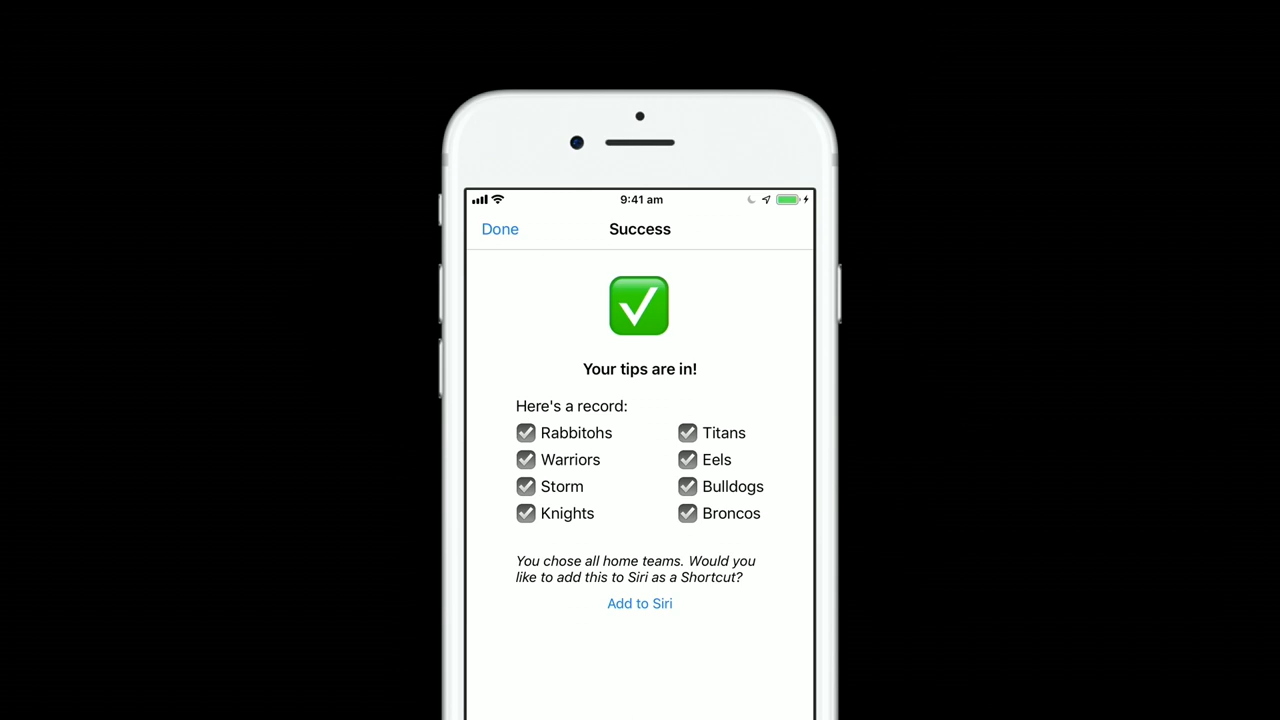 9:41 am
Done
Success
Your tips are in!
Here's a record:
Rabbitohs
Titans
Warriors
Eels
Storm
Bulldogs
Knights
Broncos
You chose all home teams. Would you
like to add this to Siri as a Shortcut?
Add to Siri